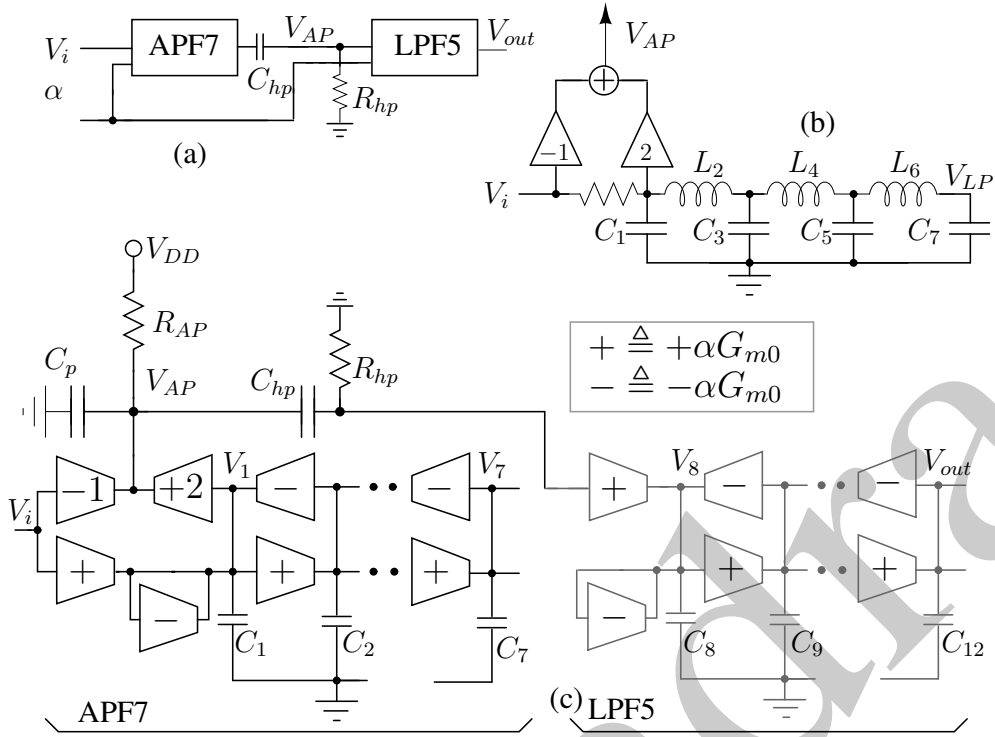 V_i
APF7
V_AP
LPF5
V_out
α
C_hp
R_hp
(a)
V_AP
-1
2
(b)
V_i
L_2
L_4
L_6
V_LP
C_1
C_3
C_5
C_7
V_DD
R_AP
C_p
V_AP
C_hp
R_hp
+ ≜ +αG_m0
− ≜ −αG_m0
V_i
-1
+2
V_1
−
−
V_7
+
−
V_8
−
V_out
+
−
+
+
C_1
C_2
C_7
−
+
+
C_8
C_9
C_12
APF7
(c)
LPF5